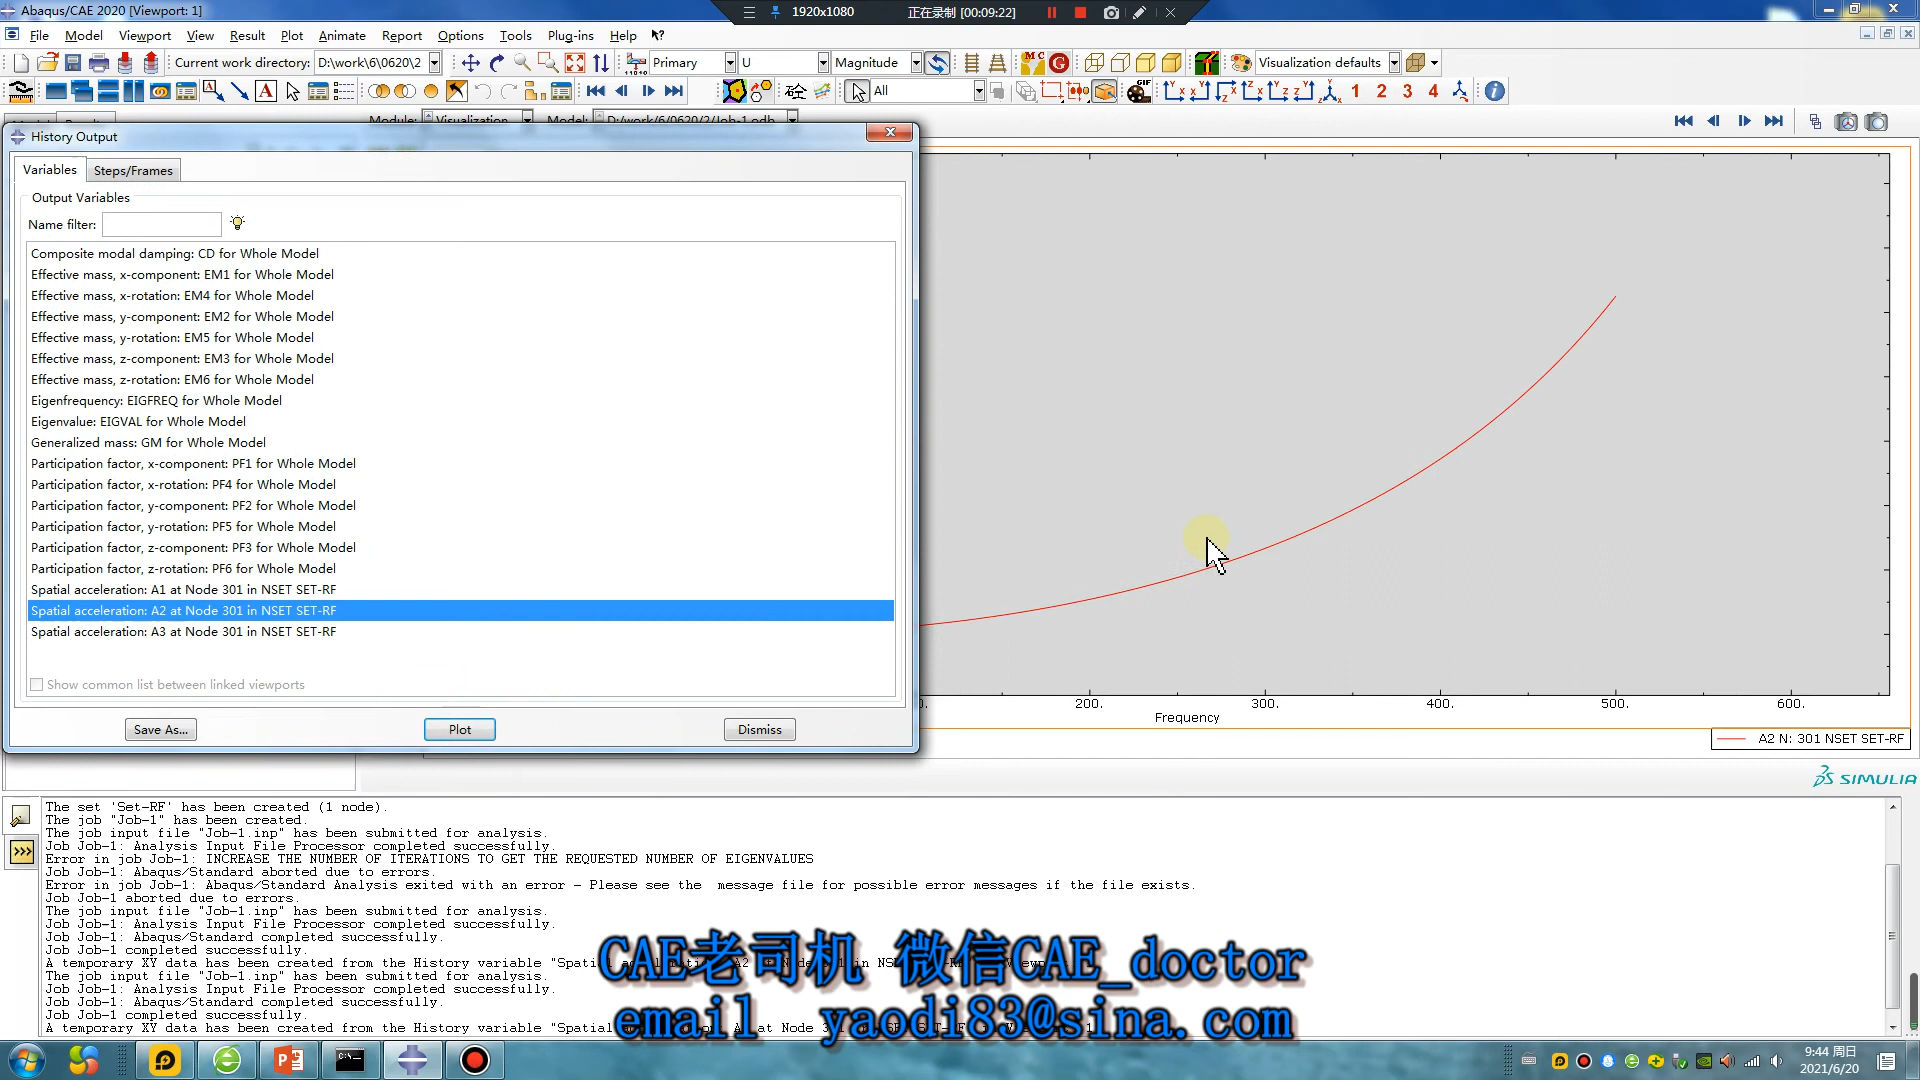 Abaqus/CAE 2020 [Viewport: 1]
1920x1080 正在录制 [00:09:22]
File Model Viewport View Result Plot Animate Report Options Tools Plug-ins Help
Current work directory: D:\work\6\0620\2 Primary U Magnitude Visualization defaults
All 1 2 3 4
Module: Visualization Model: D:/work/6/0620/2/Job-1.odb
History Output
Variables Steps/Frames
Output Variables
Name filter:
Composite modal damping: CD for Whole Model
Effective mass, x-component: EM1 for Whole Model
Effective mass, x-rotation: EM4 for Whole Model
Effective mass, y-component: EM2 for Whole Model
Effective mass, y-rotation: EM5 for Whole Model
Effective mass, z-component: EM3 for Whole Model
Effective mass, z-rotation: EM6 for Whole Model
Eigenfrequency: EIGFREQ for Whole Model
Eigenvalue: EIGVAL for Whole Model
Generalized mass: GM for Whole Model
Participation factor, x-component: PF1 for Whole Model
Participation factor, x-rotation: PF4 for Whole Model
Participation factor, y-component: PF2 for Whole Model
Participation factor, y-rotation: PF5 for Whole Model
Participation factor, z-component: PF3 for Whole Model
Participation factor, z-rotation: PF6 for Whole Model
Spatial acceleration: A1 at Node 301 in NSET SET-RF
Spatial acceleration: A2 at Node 301 in NSET SET-RF
Spatial acceleration: A3 at Node 301 in NSET SET-RF
Show common list between linked viewports
Save As... Plot Dismiss
200. 300. 400. 500. 600.
Frequency
A2 N: 301 NSET SET-RF
SIMULIA
The set 'Set-RF' has been created (1 node).
The job "Job-1" has been created.
The job input file "Job-1.inp" has been submitted for analysis.
Job Job-1: Analysis Input File Processor completed successfully.
Error in job Job-1: INCREASE THE NUMBER OF ITERATIONS TO GET THE REQUESTED NUMBER OF EIGENVALUES
Job Job-1: Abaqus/Standard aborted due to errors.
Error in job Job-1: Abaqus/Standard Analysis exited with an error - Please see the message file for possible error messages if the file exists.
Job Job-1 aborted due to errors.
The job input file "Job-1.inp" has been submitted for analysis.
Job Job-1: Analysis Input File Processor completed successfully.
Job Job-1: Abaqus/Standard completed successfully.
Job Job-1 completed successfully.
A temporary XY data has been created from the History variable "Spati
The job input file "Job-1.inp" has been submitted for analysis.
Job Job-1: Analysis Input File Processor completed successfully.
Job Job-1: Abaqus/Standard completed successfully.
Job Job-1 completed successfully.
A temporary XY data has been created from the History variable "Spati at Node
CAE老司机 微信CAE_doctor
email yaodi83@sina.com
9:44 周日
2021/6/20